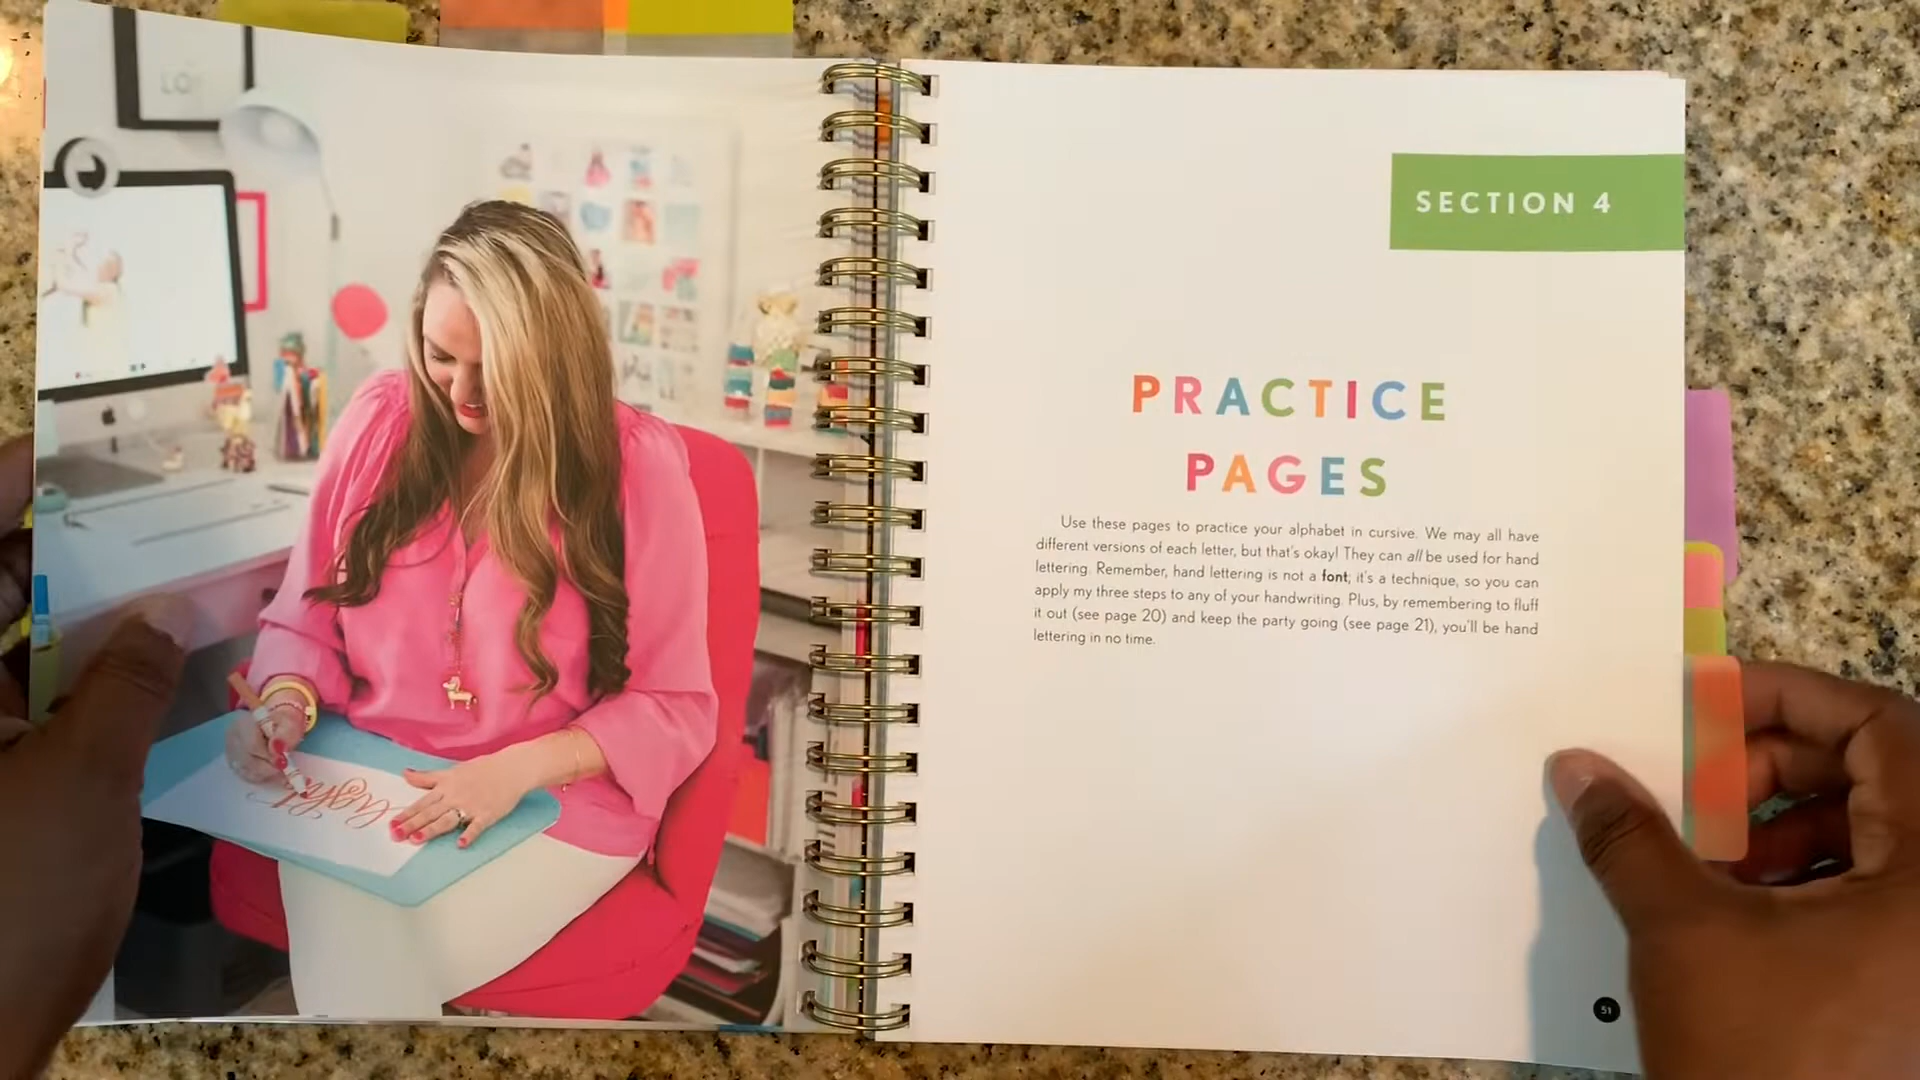 LO
light
SECTION 4
PRACTICE
PAGES
Use these pages to practice your alphabet in cursive. We may all have
different versions of each letter, but that's okay! They can all be used for hand
lettering. Remember, hand lettering is not a font; it's a technique, so you can
apply my three steps to any of your handwriting. Plus, by remembering to fluff
it out (see page 20) and keep the party going (see page 21), you'll be hand
lettering in no time.
51